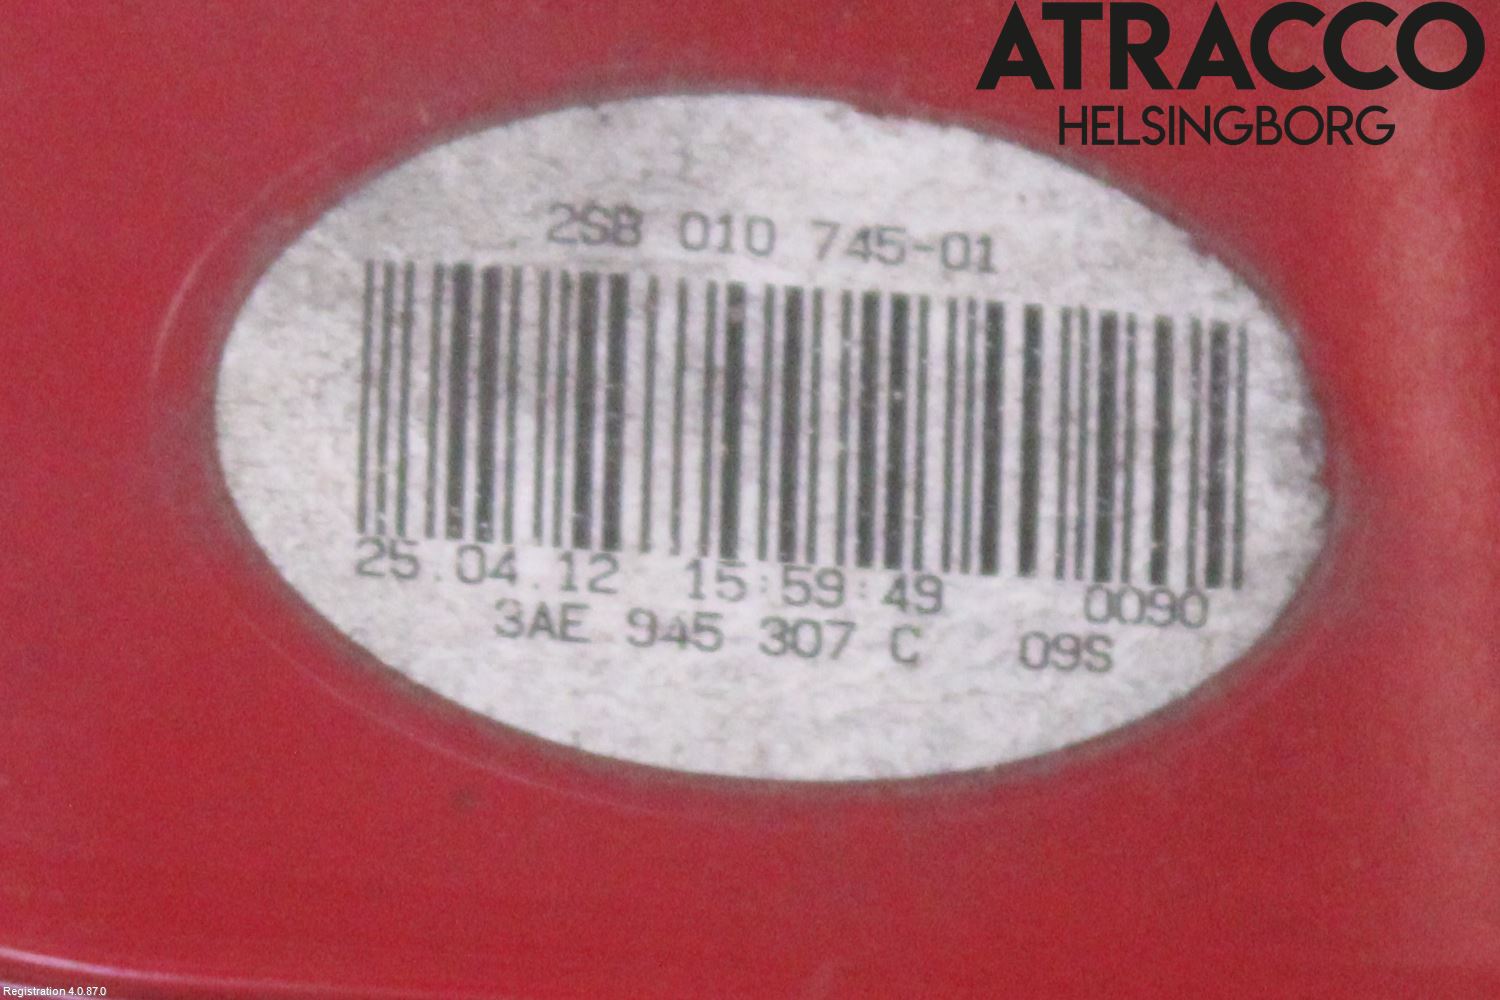 ATRACCO
HELSINGBORG
2SB 010 745-01
25.04.12 15:59:49 0090
3AE 945 307 C 09S
Registration 4.0.87.0